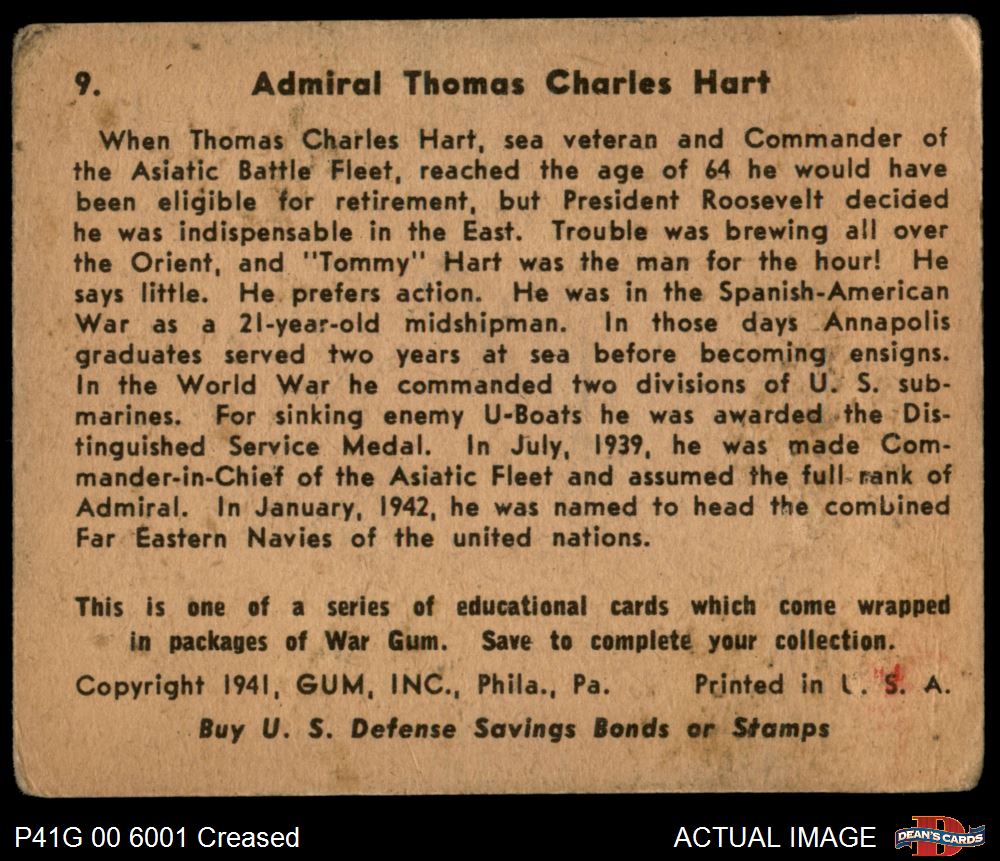 9. Admiral Thomas Charles Hart
When Thomas Charles Hart, sea veteran and Commander of
the Asiatic Battle Fleet, reached the age of 64 he would have
been eligible for retirement, but President Roosevelt decided
he was indispensable in the East. Trouble was brewing all over
the Orient, and "Tommy" Hart was the man for the hour! He
says little. He prefers action. He was in the Spanish-American
War as a 21-year-old midshipman. In those days Annapolis
graduates served two years at sea before becoming ensigns.
In the World War he commanded two divisions of U. S. sub-
marines. For sinking enemy U-Boats he was awarded the Dis-
tinguished Service Medal. In July, 1939, he was made Com-
mander-in-Chief of the Asiatic Fleet and assumed the full rank of
Admiral. In January, 1942, he was named to head the combined
Far Eastern Navies of the united nations.
This is one of a series of educational cards which come wrapped
in packages of War Gum. Save to complete your collection.
Copyright 1941, GUM, INC., Phila., Pa. Printed in U. S. A.
Buy U. S. Defense Savings Bonds or Stamps
P41G 00 6001 Creased ACTUAL IMAGE D DEAN'S CARDS